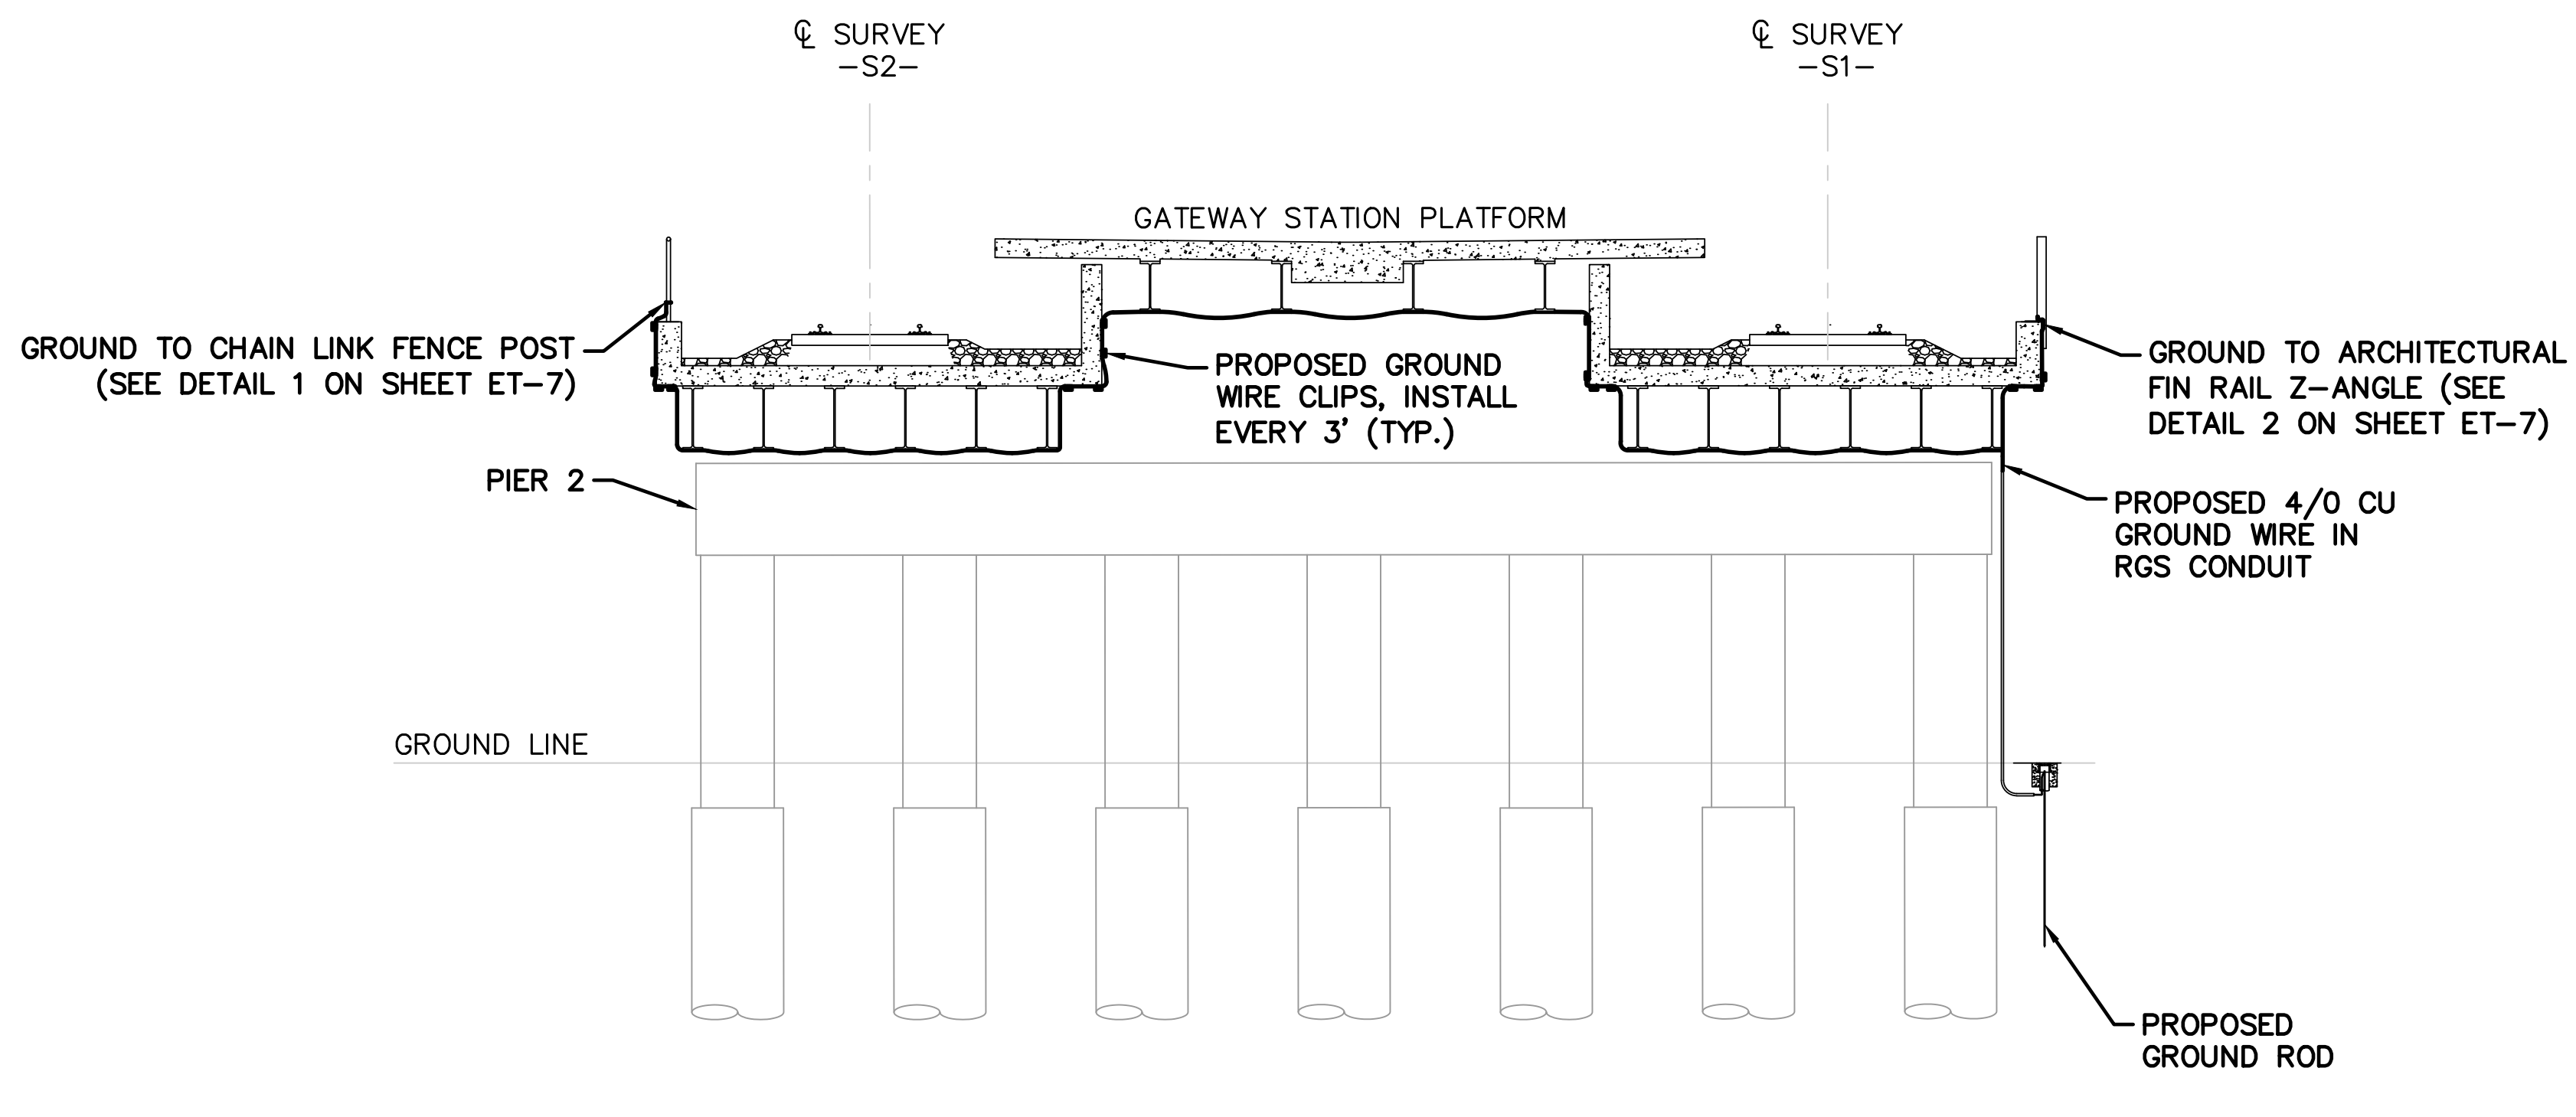 ℄ SURVEY
-S2-
℄ SURVEY
-S1-
GATEWAY STATION PLATFORM
GROUND TO CHAIN LINK FENCE POST
(SEE DETAIL 1 ON SHEET ET-7)
PROPOSED GROUND
WIRE CLIPS, INSTALL
EVERY 3' (TYP.)
GROUND TO ARCHITECTURAL
FIN RAIL Z-ANGLE (SEE
DETAIL 2 ON SHEET ET-7)
PIER 2
PROPOSED 4/0 CU
GROUND WIRE IN
RGS CONDUIT
GROUND LINE
PROPOSED
GROUND ROD